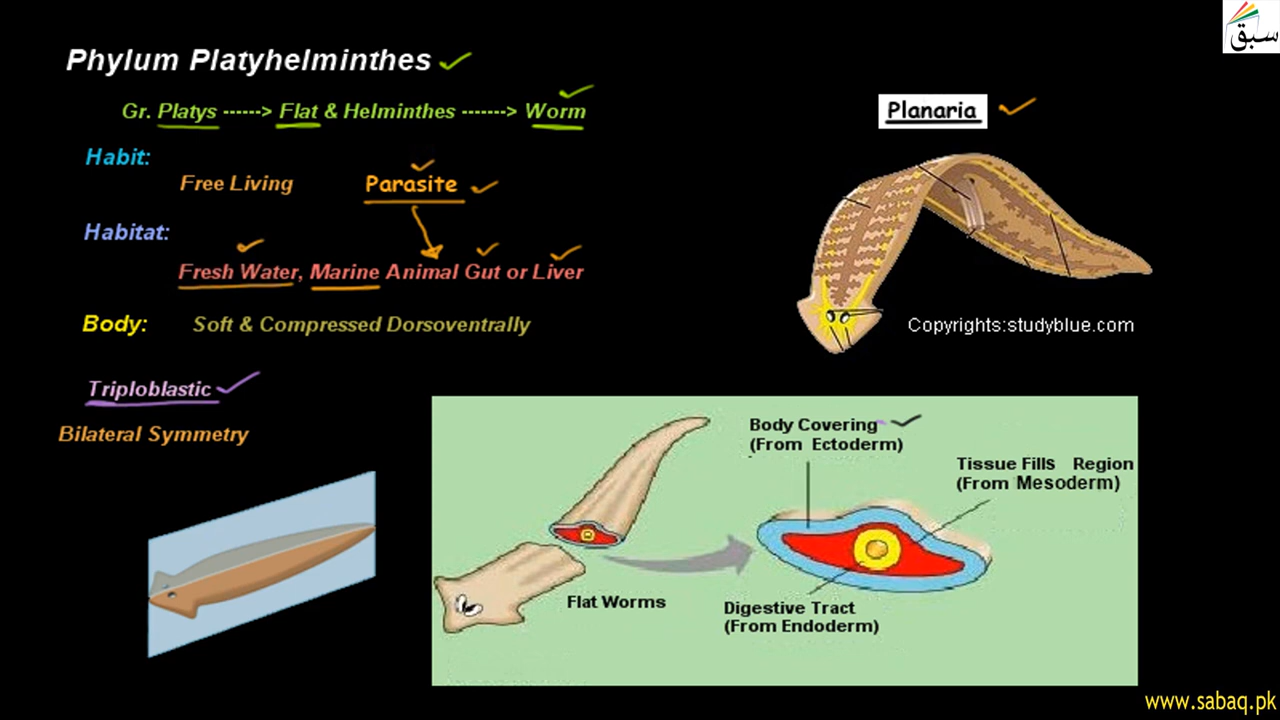 سبق
Phylum Platyhelminthes
Gr. Platys ------> Flat & Helminthes -------> Worm
Planaria
Habit:
Free Living Parasite
Habitat:
Fresh Water, Marine Animal Gut or Liver
Body: Soft & Compressed Dorsoventrally
Copyrights:studyblue.com
Triploblastic
Bilateral Symmetry
Body Covering
(From Ectoderm)
Tissue Fills Region
(From Mesoderm)
Flat Worms
Digestive Tract
(From Endoderm)
www.sabaq.pk